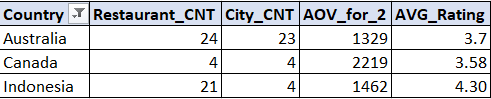 Country Restaurant_CNT City_CNT AOV_for_2 AVG_Rating
Australia 24 23 1329 3.7
Canada 4 4 2219 3.58
Indonesia 21 4 1462 4.30